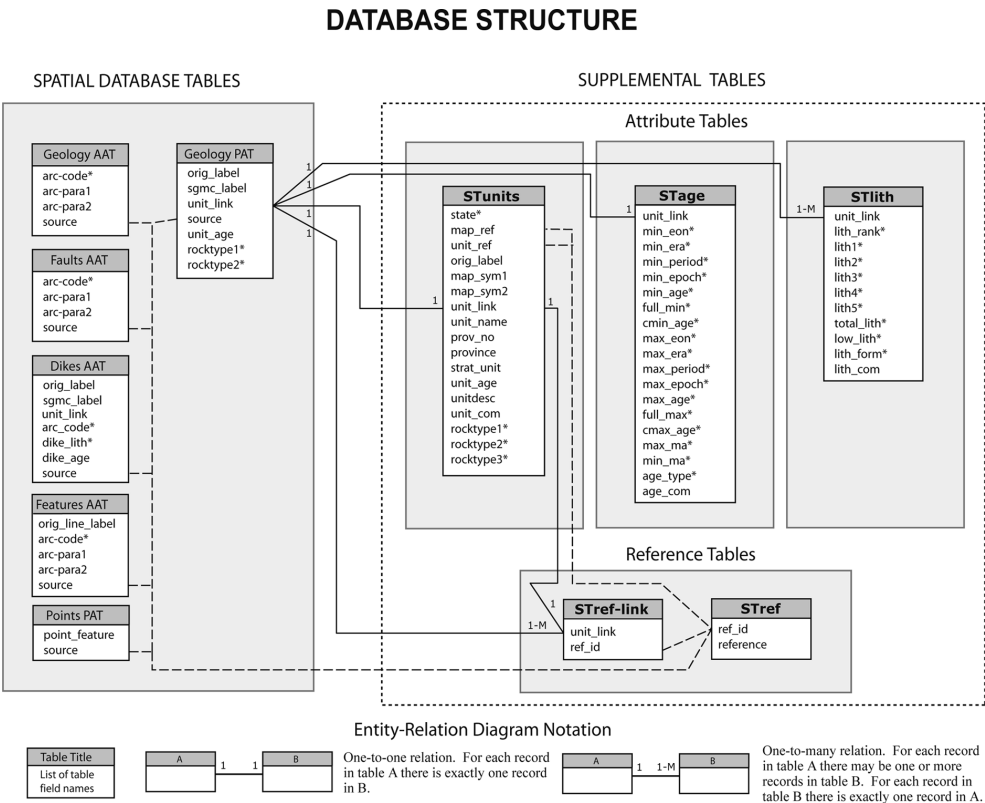 DATABASE STRUCTURE
SPATIAL DATABASE TABLES
Geology AAT
arc-code*
arc-para1
arc-para2
source
Geology PAT
orig_label
sgmc_label
unit_link
source
unit_age
rocktype1*
rocktype2*
Faults AAT
arc-code*
arc-para1
arc-para2
source
Dikes AAT
orig_label
sgmc_label
unit_link
arc_code*
dike_lith*
dike_age
source
Features AAT
orig_line_label
arc-code*
arc-para1
arc-para2
source
Points PAT
point_feature
source
SUPPLEMENTAL TABLES
Attribute Tables
1
1
1
1
STunits
state*
map_ref
unit_ref
orig_label
map_sym1
map_sym2
1
unit_link
1
unit_name
prov_no
province
strat_unit
unit_age
unitdesc
unit_com
rocktype1*
rocktype2*
rocktype3*
STage
1
unit_link
min_eon*
min_era*
min_period*
min_epoch*
min_age*
full_min*
cmin_age*
max_eon*
max_era*
max_period*
max_epoch*
max_age*
full_max*
cmax_age*
max_ma*
min_ma*
age_type*
age_com
STlith
1-M
unit_link
lith_rank*
lith1*
lith2*
lith3*
lith4*
lith5*
total_lith*
low_lith*
lith_form*
lith_com
Reference Tables
1
1-M
STref-link
unit_link
ref_id
STref
ref_id
reference
Entity-Relation Diagram Notation
Table Title
List of table
field names
A
1
1
B
One-to-one relation. For each record
in table A there is exactly one record
in B.
A
1
1-M
B
One-to-many relation. For each record
in table A there may be one or more
records in table B. For each record in
table B there is exactly one record in A.